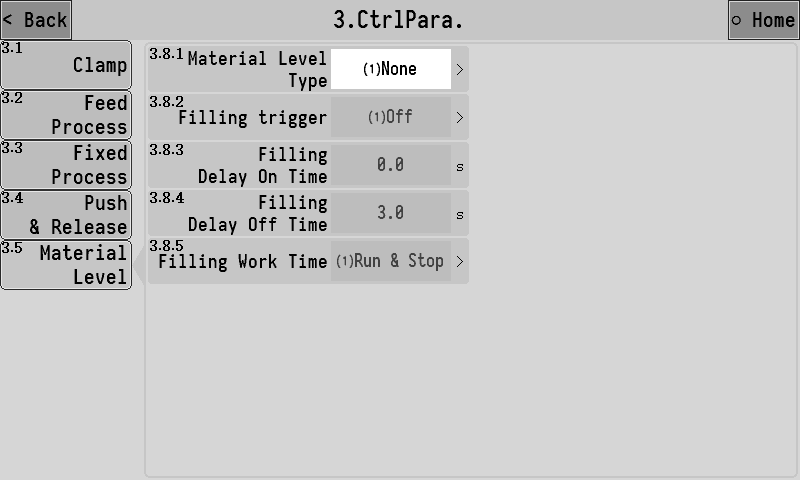 < Back
3.CtrlPara.
○ Home
3.1
Clamp
3.2
Feed
Process
3.3
Fixed
Process
3.4
Push
& Release
3.5
Material
Level
3.8.1
Material Level
Type
(1)None
>
3.8.2
Filling trigger
(1)Off
>
3.8.3
Filling
Delay On Time
0.0
s
3.8.4
Filling
Delay Off Time
3.0
s
3.8.5
Filling Work Time
(1)Run & Stop
>